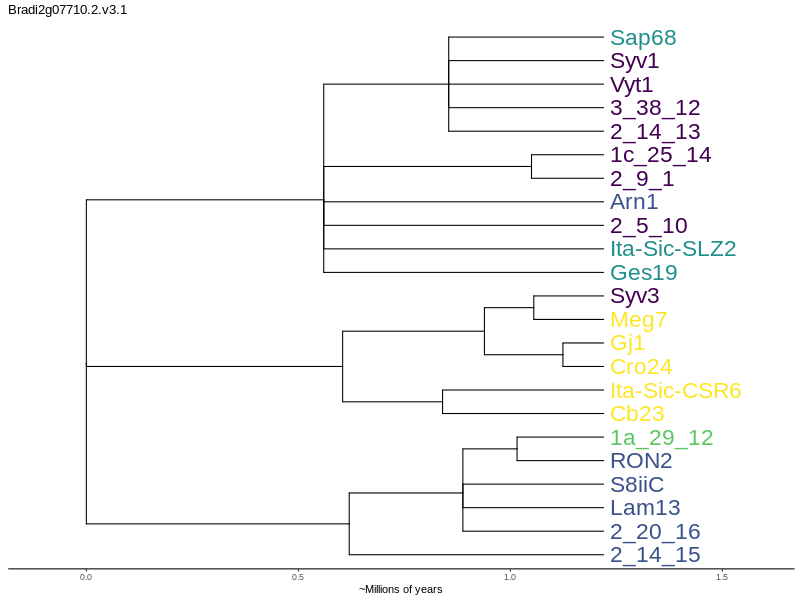 Bradi2g07710.2.v3.1
Sap68
Syv1
Vyt1
3_38_12
2_14_13
1c_25_14
2_9_1
Arn1
2_5_10
Ita-Sic-SLZ2
Ges19
Syv3
Meg7
Gj1
Cro24
Ita-Sic-CSR6
Cb23
1a_29_12
RON2
S8iiC
Lam13
2_20_16
2_14_15
0.0 0.5 1.0 1.5
~Millions of years